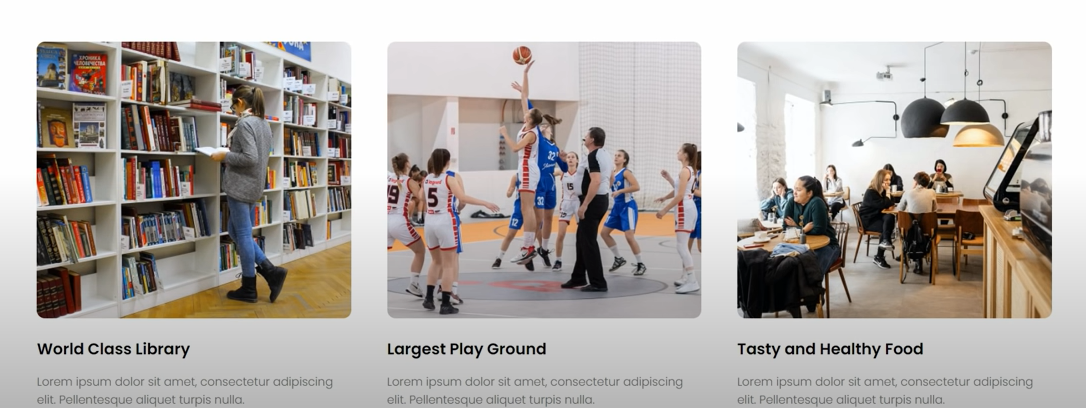 World Class Library
Lorem ipsum dolor sit amet, consectetur adipiscing
elit. Pellentesque aliquet turpis nulla.
Largest Play Ground
Lorem ipsum dolor sit amet, consectetur adipiscing
elit. Pellentesque aliquet turpis nulla.
Tasty and Healthy Food
Lorem ipsum dolor sit amet, consectetur adipiscing
elit. Pellentesque aliquet turpis nulla.